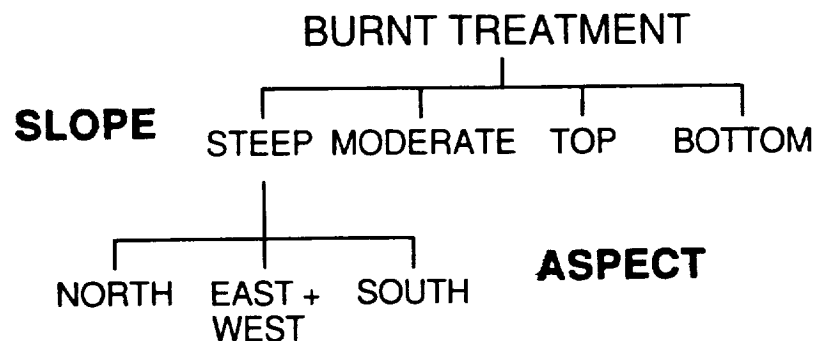 BURNT TREATMENT
SLOPE
STEEP MODERATE TOP BOTTOM
NORTH EAST + SOUTH
WEST
ASPECT